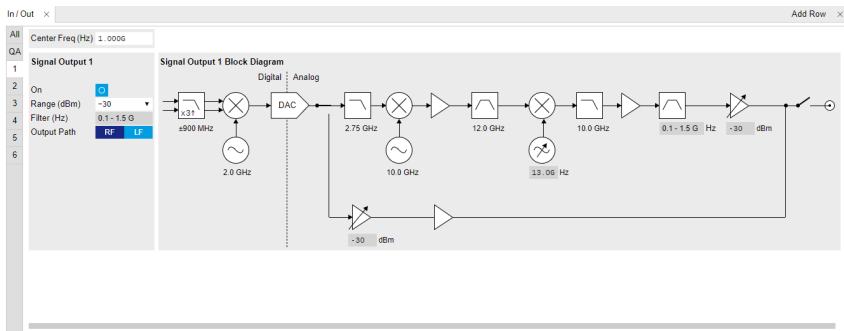 In / Out ×
Add Row ×
All
QA
1
2
3
4
5
6
Center Freq (Hz) 1.000G
Signal Output 1
On
Range (dBm) -30
Filter (Hz) 0.1 - 1.5 G
Output Path RF LF
Signal Output 1 Block Diagram
Digital Analog
x3↑
DAC
±900 MHz
2.75 GHz
12.0 GHz
10.0 GHz
0.1 - 1.5 G Hz
-30 dBm
2.0 GHz
10.0 GHz
13.0G Hz
-30 dBm